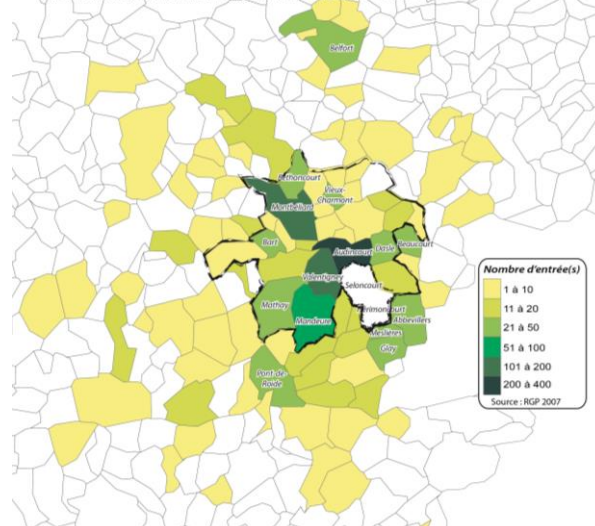 Belfort
Bethoncourt
Vieux-
Charmont
Montbéliard
Bart
Audincourt
Dasle
Beaucourt
Valentigney
Seloncourt
Mathay
Mandeure
Hérimoncourt
Abbévillers
Meslières
Glay
Pont-de-
Roide
Nombre d'entrée(s)
1 à 10
11 à 20
21 à 50
51 à 100
101 à 200
200 à 400
Source : RGP 2007